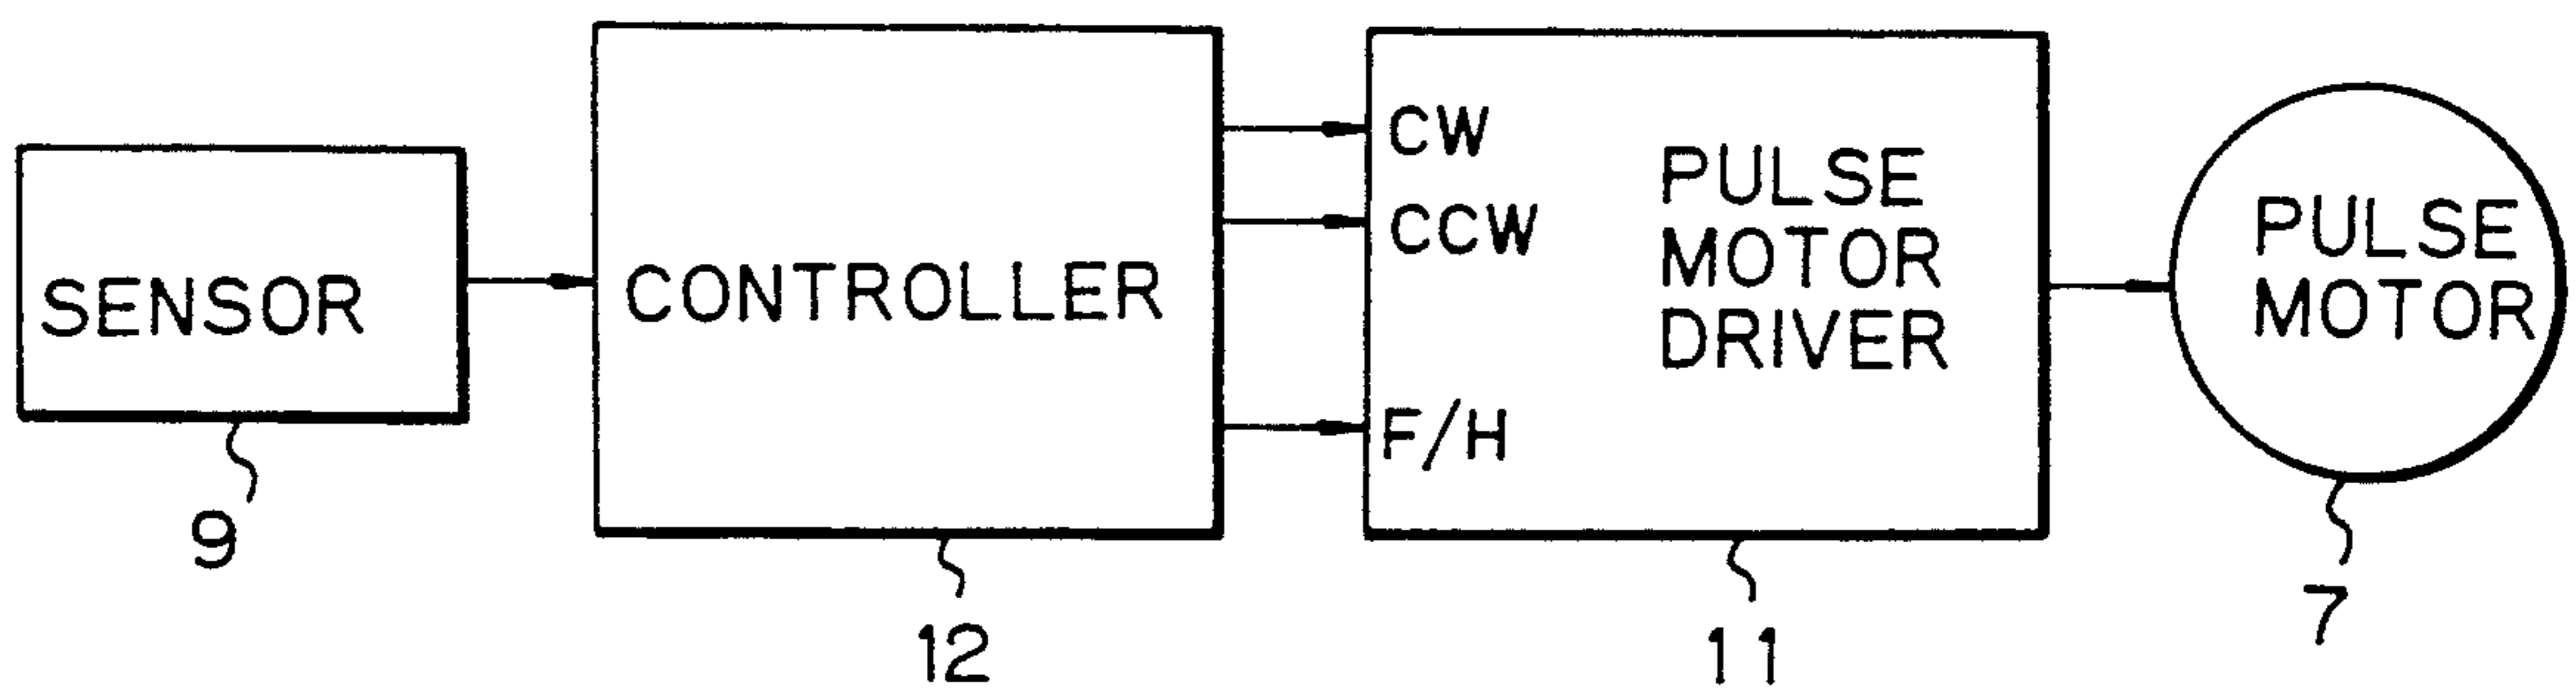 SENSOR
9
CONTROLLER
12
CW
CCW
F/H
PULSE
MOTOR
DRIVER
11
PULSE
MOTOR
7